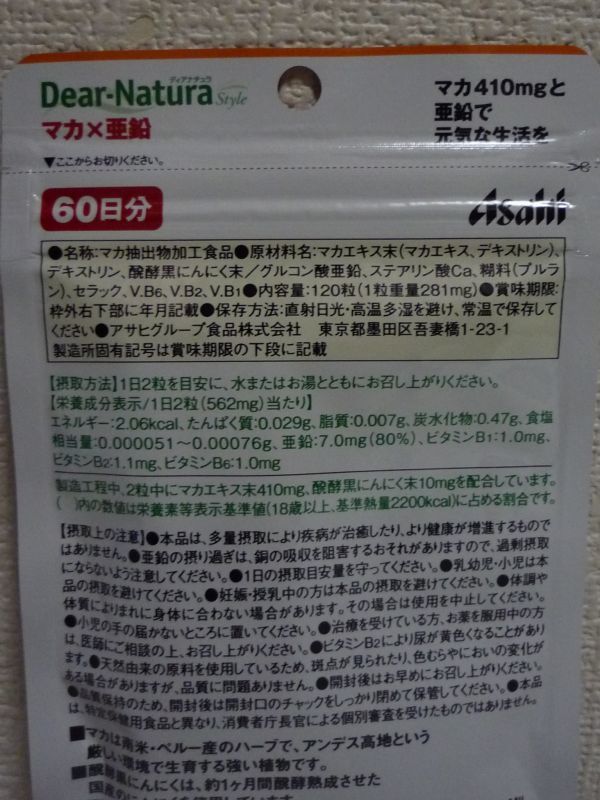 ディアナチュラ
Dear-Natura Style
マカ×亜鉛
マカ410mgと
亜鉛で
元気な生活を
▼ここからお切りください。
60日分
Asahi
●名称:マカ抽出物加工食品●原材料名:マカエキス末(マカエキス、デキストリン)、
デキストリン、醗酵黒にんにく末／グルコン酸亜鉛、ステアリン酸Ca、糊料(プルラ
ン)、セラック、V.B6、V.B2、V.B1●内容量:120粒(1粒重量281mg)●賞味期限:
枠外右下部に年月記載●保存方法:直射日光・高温多湿を避け、常温で保存して
ください●アサヒグループ食品株式会社　東京都墨田区吾妻橋1-23-1
製造所固有記号は賞味期限の下段に記載
【摂取方法】1日2粒を目安に、水またはお湯とともにお召し上がりください。
【栄養成分表示/1日2粒(562mg)当たり】
エネルギー:2.06kcal、たんぱく質:0.029g、脂質:0.007g、炭水化物:0.47g、食塩
相当量:0.000051～0.00076g、亜鉛:7.0mg(80%)、ビタミンB1:1.0mg、
ビタミンB2:1.1mg、ビタミンB6:1.0mg
製造工程中、2粒中にマカエキス末410mg、醗酵黒にんにく末10mgを配合しています。
(　)内の数値は栄養素等表示基準値(18歳以上、基準熱量2200kcal)に占める割合です。
【摂取上の注意】●本品は、多量摂取により疾病が治癒したり、より健康が増進するもので
はありません。●亜鉛の摂り過ぎは、銅の吸収を阻害するおそれがありますので、過剰摂取
にならないよう注意してください。●1日の摂取目安量を守ってください。●乳幼児・小児は本
品の摂取を避けてください。●妊娠・授乳中の方は本品の摂取を避けてください。●体調や
体質によりまれに身体に合わない場合があります。その場合は使用を中止してください。
●小児の手の届かないところに置いてください。●治療を受けている方、お薬を服用中の方
は、医師にご相談の上、お召し上がりください。●ビタミンB2により尿が黄色くなることがあり
ます。●天然由来の原料を使用しているため、斑点が見られたり、色むらやにおいの変化が
ある場合がありますが、品質に問題ありません。●開封後はお早めにお召し上がりください。
●品質保持のため、開封後は開封口のチャックをしっかり閉めて保管してください。●本品
は、特定保健用食品と異なり、消費者庁長官による個別審査を受けたものではありません。
■マカは南米・ペルー産のハーブで、アンデス高地という
厳しい環境で生育する強い植物です。
■醗酵黒にんにくは、約1ヶ月間醗酵熟成させた
国産のにんにくを使用しています。